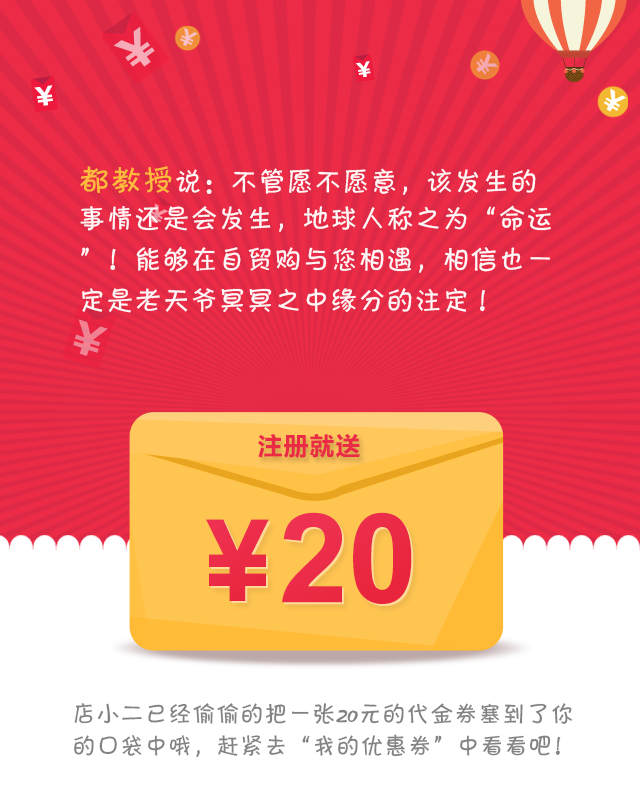 ¥
¥
¥
¥
¥
¥
都教授说：不管愿不愿意，该发生的
事情还是会发生，地球人称之为“命运
”！能够在自贸购与您相遇，相信也一
定是老天爷冥冥之中缘分的注定！
¥
¥
注册就送
¥20
店小二已经偷偷的把一张20元的代金券塞到了你
的口袋中哦，赶紧去“我的优惠券”中看看吧！